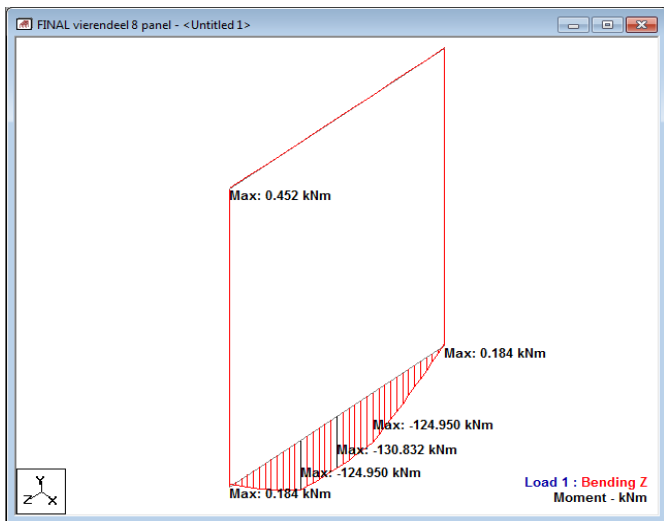 FINAL vierendeel 8 panel - <Untitled 1>
Max: 0.452 kNm
Max: 0.184 kNm
Max: -124.950 kNm
Max: -130.832 kNm
Max: -124.950 kNm
Max: 0.184 kNm
Y
Z X
Load 1 : Bending Z
Moment - kNm